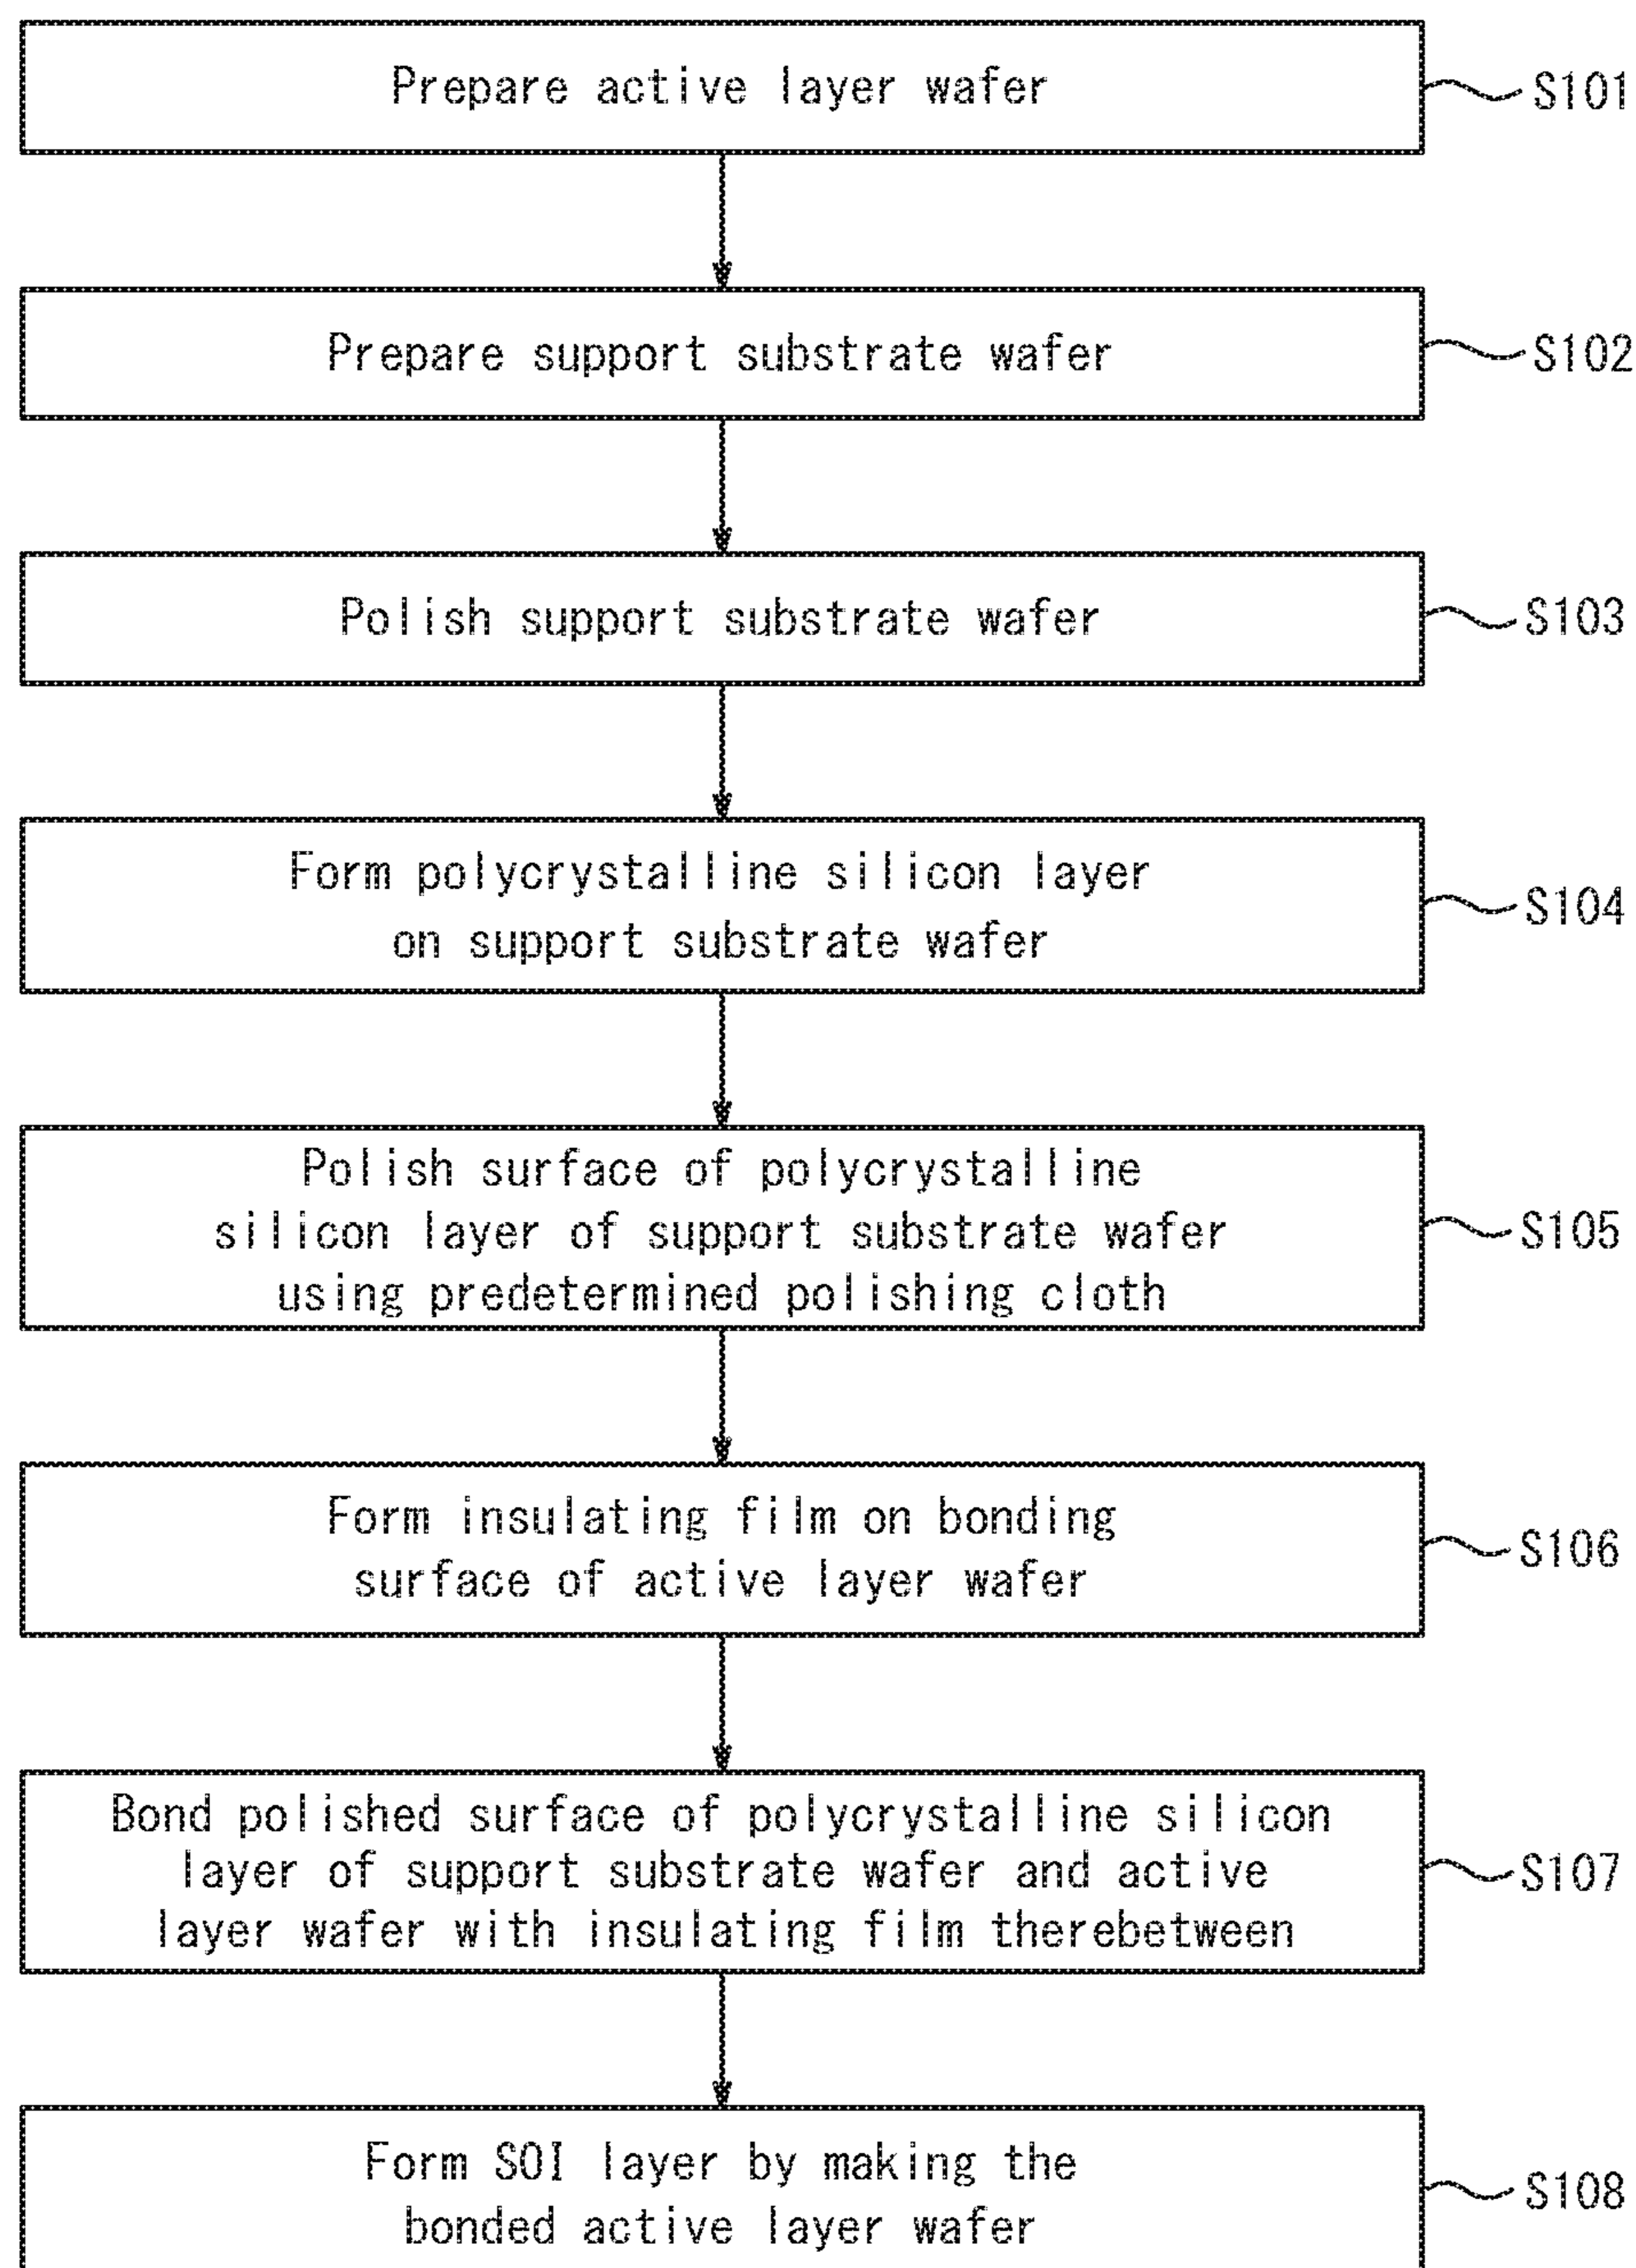 Prepare active layer wafer
S101
Prepare support substrate wafer
S102
Polish support substrate wafer
S103
Form polycrystalline silicon layer
on support substrate wafer
S104
Polish surface of polycrystalline
silicon layer of support substrate wafer
using predetermined polishing cloth
S105
Form insulating film on bonding
surface of active layer wafer
S106
Bond polished surface of polycrystalline silicon
layer of support substrate wafer and active
layer wafer with insulating film therebetween
S107
Form SOI layer by making the
bonded active layer wafer
S108